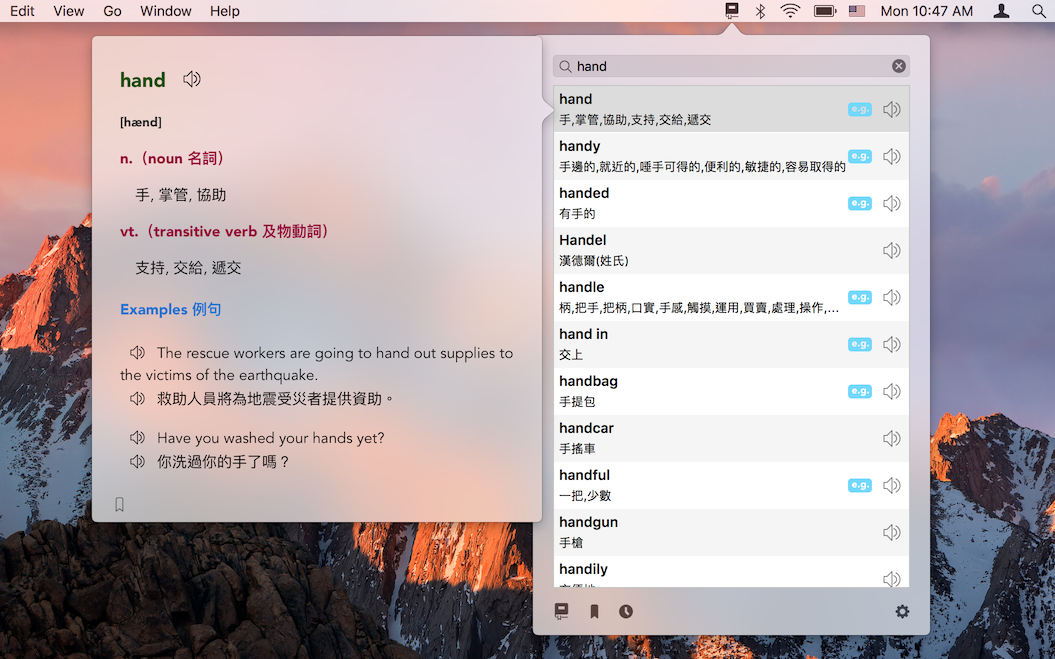 Edit View Go Window Help Mon 10:47 AM
hand
[hænd]
n.（noun 名詞）
手, 掌管, 協助
vt.（transitive verb 及物動詞）
支持, 交給, 遞交
Examples 例句
The rescue workers are going to hand out supplies to
the victims of the earthquake.
救助人員將為地震受災者提供資助。
Have you washed your hands yet?
你洗過你的手了嗎？
hand
hand
手,掌管,協助,支持,交給,遞交
e.g.
handy
手邊的,就近的,唾手可得的,便利的,敏捷的,容易取得的
e.g.
handed
有手的
e.g.
Handel
漢德爾(姓氏)
handle
柄,把手,把柄,口實,手感,觸摸,運用,買賣,處理,操作,...
e.g.
hand in
交上
e.g.
handbag
手提包
e.g.
handcar
手搖車
handful
一把,少數
e.g.
handgun
手槍
handily